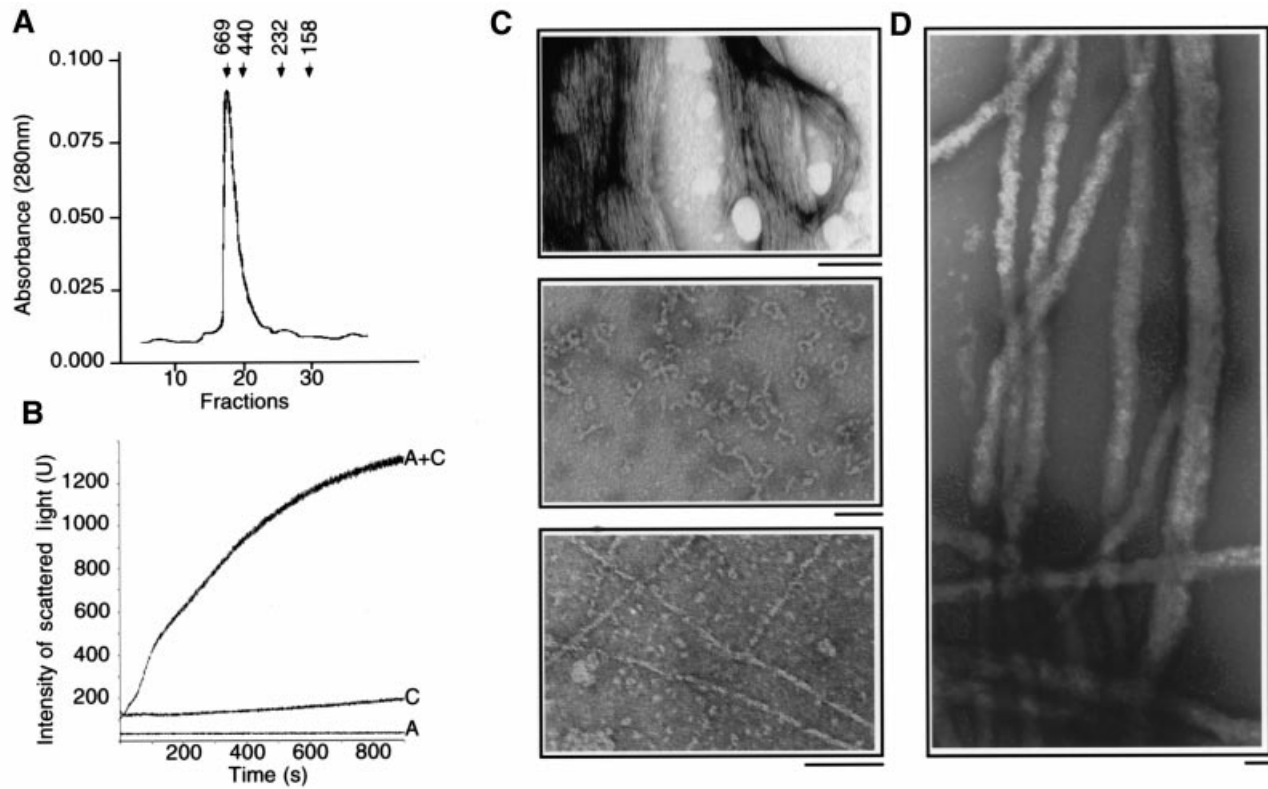 A
669
440
232
158
0.100
0.075
0.050
0.025
0.000
Absorbance (280nm)
10 20 30
Fractions
B
1200
1000
800
600
400
200
Intensity of scattered light (U)
A+C
C
A
200 400 600 800
Time (s)
C
D